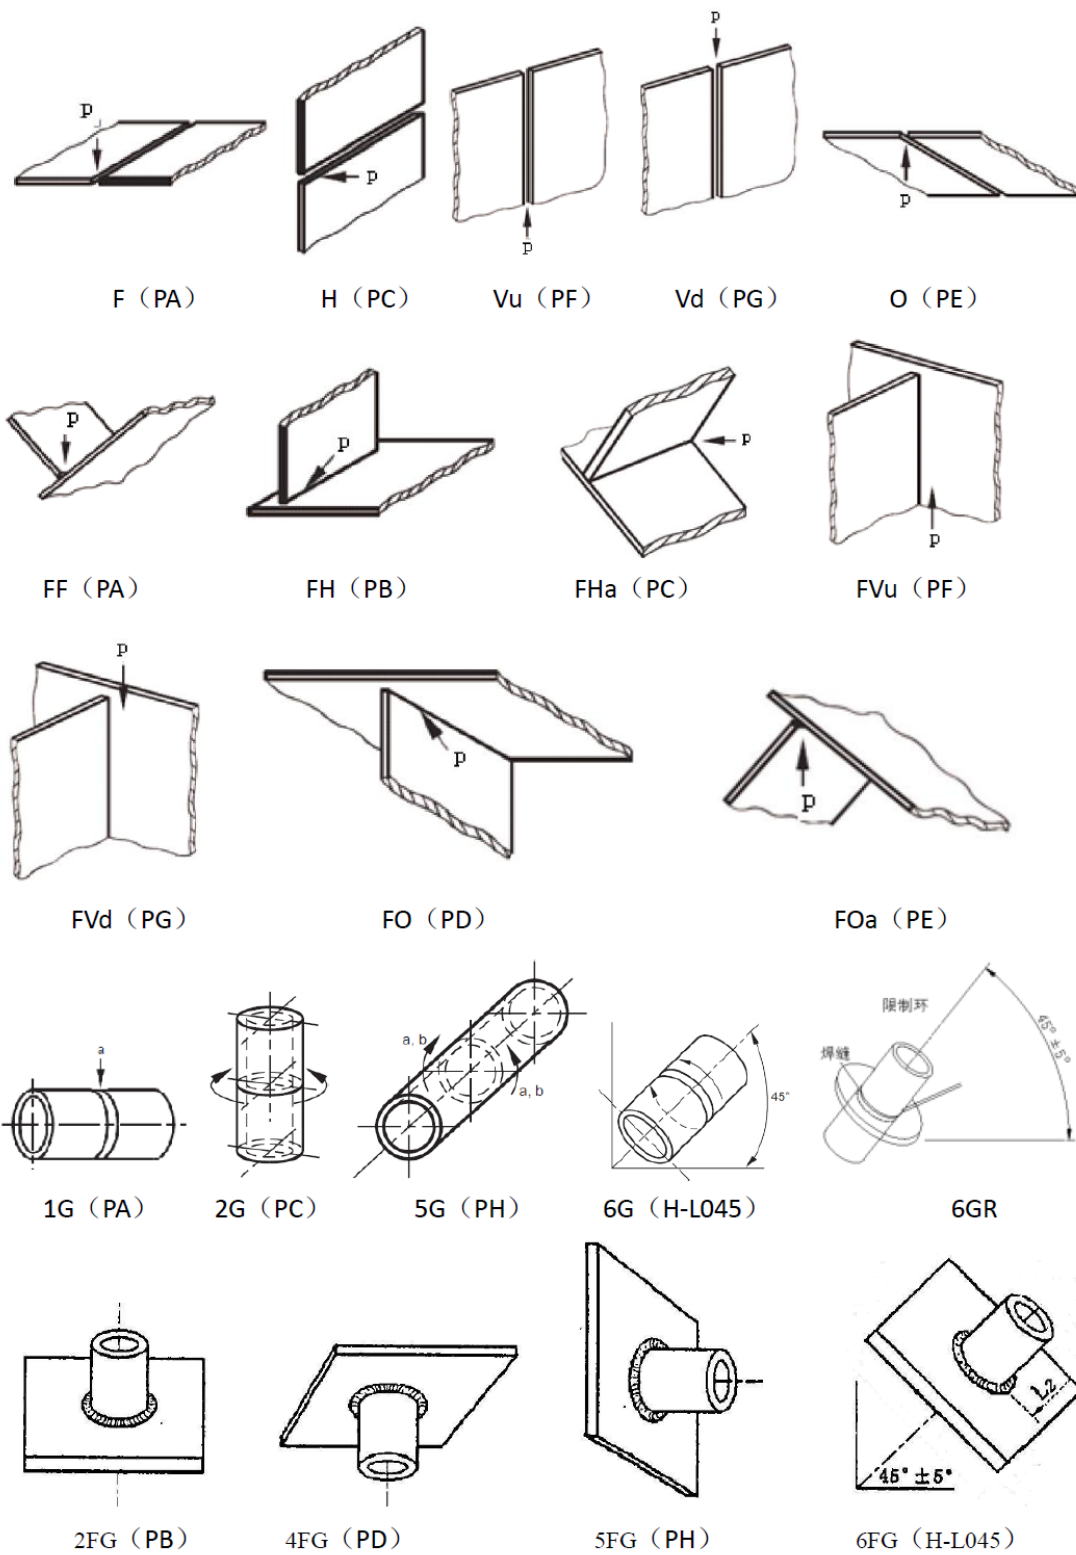 p
p
p
p
p
F（PA） H（PC） Vu（PF） Vd（PG） O（PE）
p
p
p
p
FF（PA） FH（PB） FHa（PC） FVu（PF）
p
p
p
FVd（PG） FO（PD） FOa（PE）
a
a, b
a, b
45°
限制环
焊缝
45°±5°
1G（PA） 2G（PC） 5G（PH） 6G（H-L045） 6GR
L2
45°±5°
2FG（PB） 4FG（PD） 5FG（PH） 6FG（H-L045）